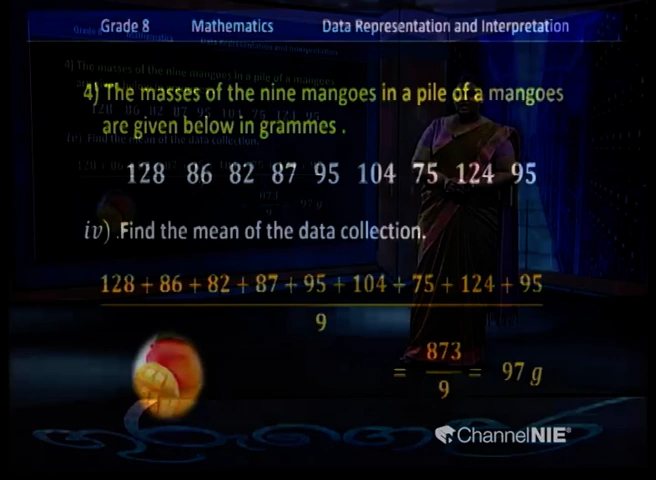 Grade 8 Mathematics Data Representation and Interpretation
4) The masses of the nine mangoes in a pile of a mangoes
are given below in grammes .
128 86 82 87 95 104 75 124 95
iv) .Find the mean of the data collection.
128 + 86 + 82 + 87 + 95 + 104 + 75 + 124 + 95
9
= 873/9 = 97 g
ChannelNIE